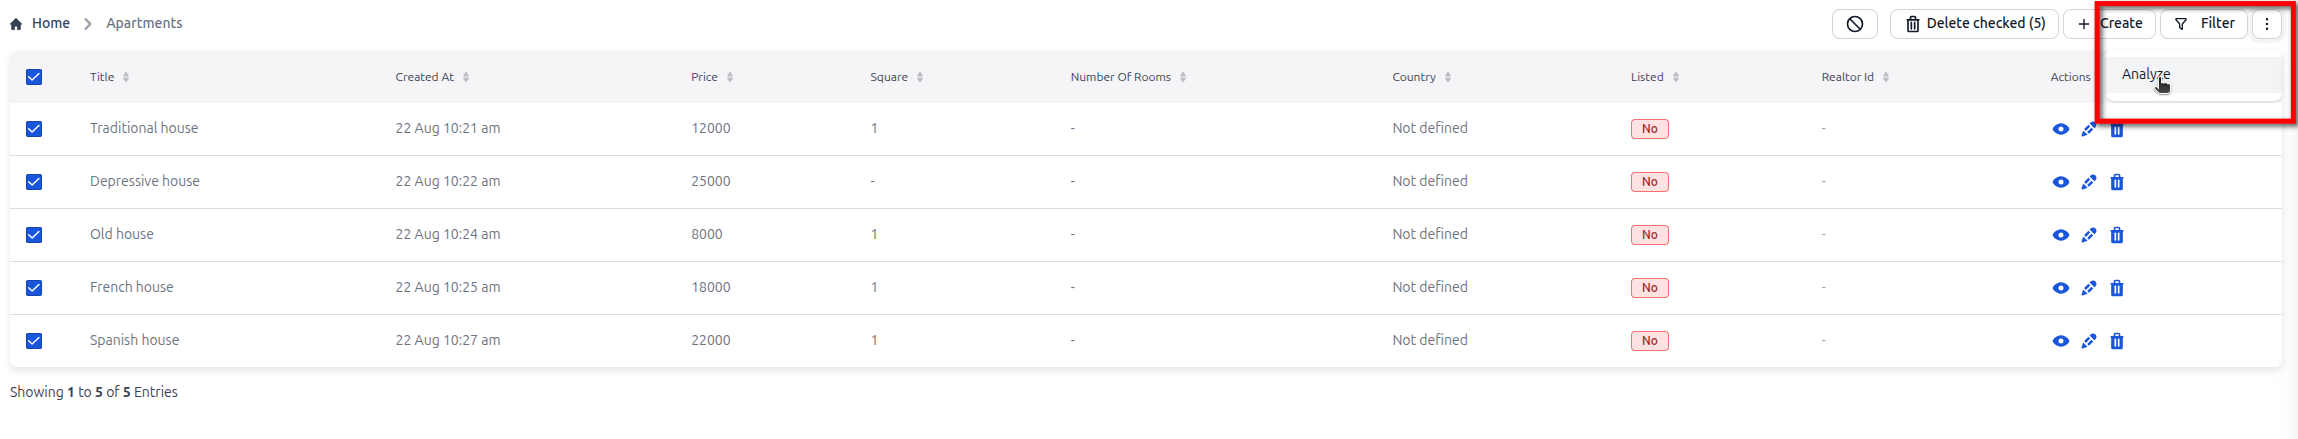 Home Apartments Delete checked (5) Create Filter
Title Created At Price Square Number Of Rooms Country Listed Realtor Id Actions Analyze
Traditional house 22 Aug 10:21 am 12000 1 - Not defined No -
Depressive house 22 Aug 10:22 am 25000 - - Not defined No -
Old house 22 Aug 10:24 am 8000 1 - Not defined No -
French house 22 Aug 10:25 am 18000 1 - Not defined No -
Spanish house 22 Aug 10:27 am 22000 1 - Not defined No -
Showing 1 to 5 of 5 Entries